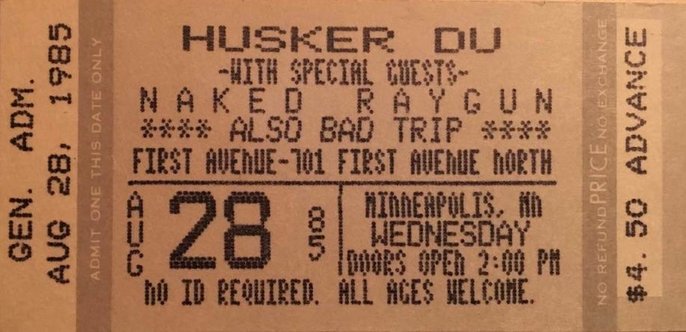 GEN. ADM.
AUG 28, 1985
ADMIT ONE THIS DATE ONLY
HUSKER DU
-WITH SPECIAL GUESTS-
NAKED RAYGUN
**** ALSO BAD TRIP ****
FIRST AVENUE-701 FIRST AVENUE NORTH
AUG 28 85
MINNEAPOLIS, MN
WEDNESDAY
DOORS OPEN 2:00 PM
NO ID REQUIRED. ALL AGES WELCOME.
NO REFUND PRICE NO EXCHANGE
$4.50 ADVANCE